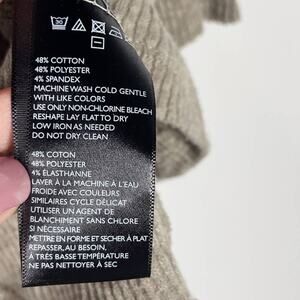 30
48% COTTON
48% POLYESTER
4% SPANDEX
MACHINE WASH COLD GENTLE
WITH LIKE COLORS
USE ONLY NON-CHLORINE BLEACH
RESHAPE LAY FLAT TO DRY
LOW IRON AS NEEDED
DO NOT DRY CLEAN
48% COTON
48% POLYESTER
4% ÉLASTHANNE
LAVER À LA MACHINE À L'EAU
FROIDE AVEC COULEURS
SIMILAIRES CYCLE DÉLICAT
UTILISER UN AGENT DE
BLANCHIMENT SANS CHLORE
SI NÉCESSAIRE
METTRE EN FORME ET SÉCHER À PLAT
REPASSER, AU BESOIN,
À TRÈS BASSE TEMPÉRATURE
NE PAS NETTOYER À SEC